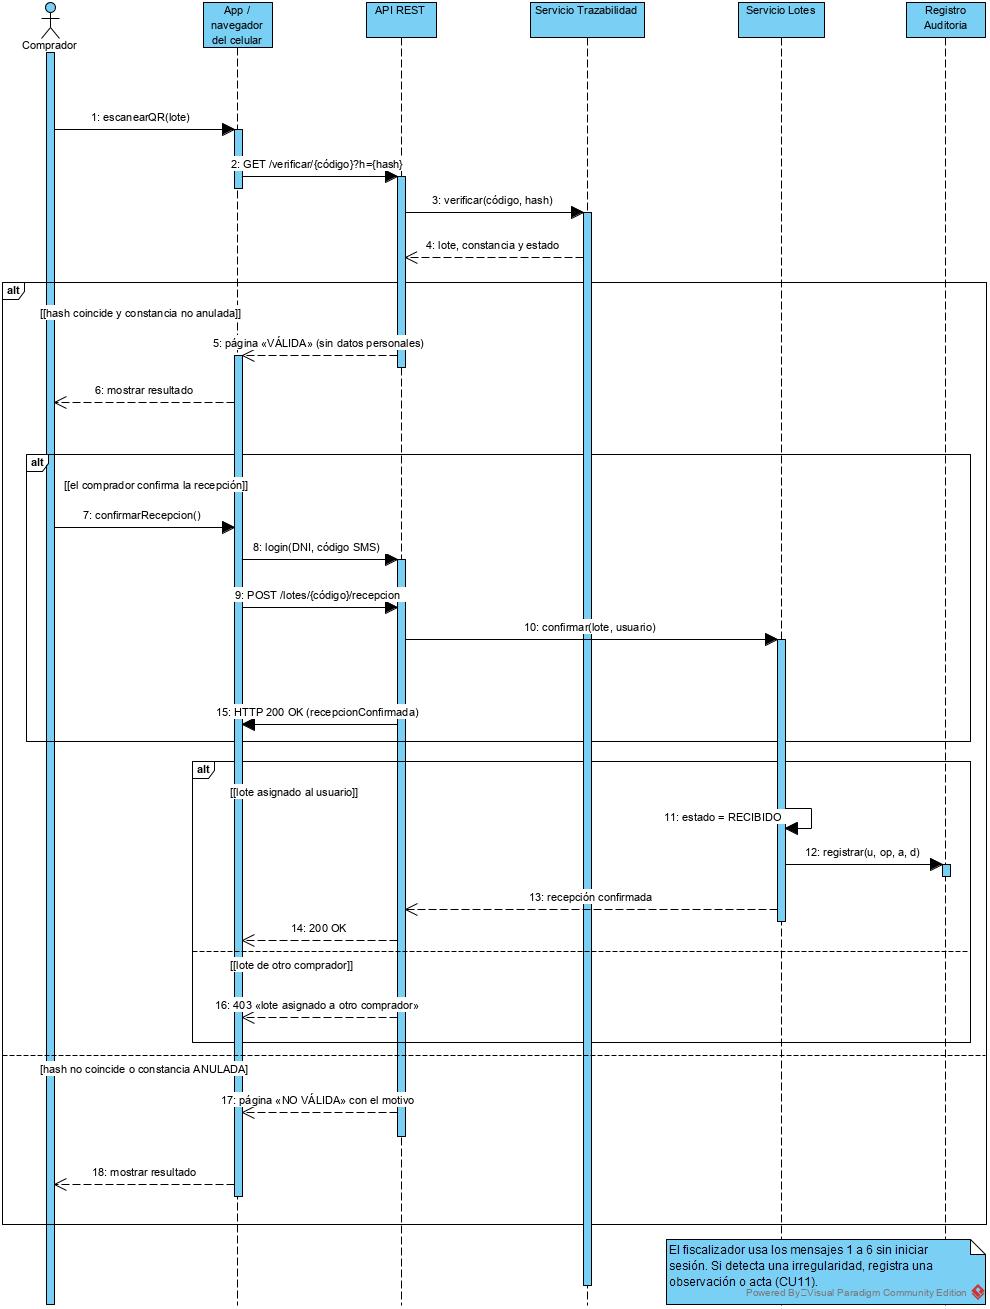 Comprador
App /
navegador
del celular
API REST
Servicio Trazabilidad
Servicio Lotes
Registro
Auditoria
1: escanearQR(lote)
2: GET /verificar/{código}?h={hash}
3: verificar(código, hash)
4: lote, constancia y estado
alt
[[hash coincide y constancia no anulada]]
5: página «VÁLIDA» (sin datos personales)
6: mostrar resultado
alt
[[el comprador confirma la recepción]]
7: confirmarRecepcion()
8: login(DNI, código SMS)
9: POST /lotes/{código}/recepcion
10: confirmar(lote, usuario)
15: HTTP 200 OK (recepcionConfirmada)
alt
[[lote asignado al usuario]]
11: estado = RECIBIDO
12: registrar(u, op, a, d)
13: recepción confirmada
14: 200 OK
[[lote de otro comprador]]
16: 403 «lote asignado a otro comprador»
[hash no coincide o constancia ANULADA]
17: página «NO VÁLIDA» con el motivo
18: mostrar resultado
El fiscalizador usa los mensajes 1 a 6 sin iniciar
sesión. Si detecta una irregularidad, registra una
observación o acta (CU11).
Powered By Visual Paradigm Community Edition